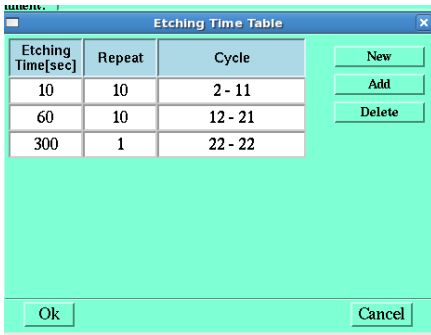 Etching Time Table
Etching Time[sec] Repeat Cycle
10 10 2 - 11
60 10 12 - 21
300 1 22 - 22
New
Add
Delete
Ok Cancel